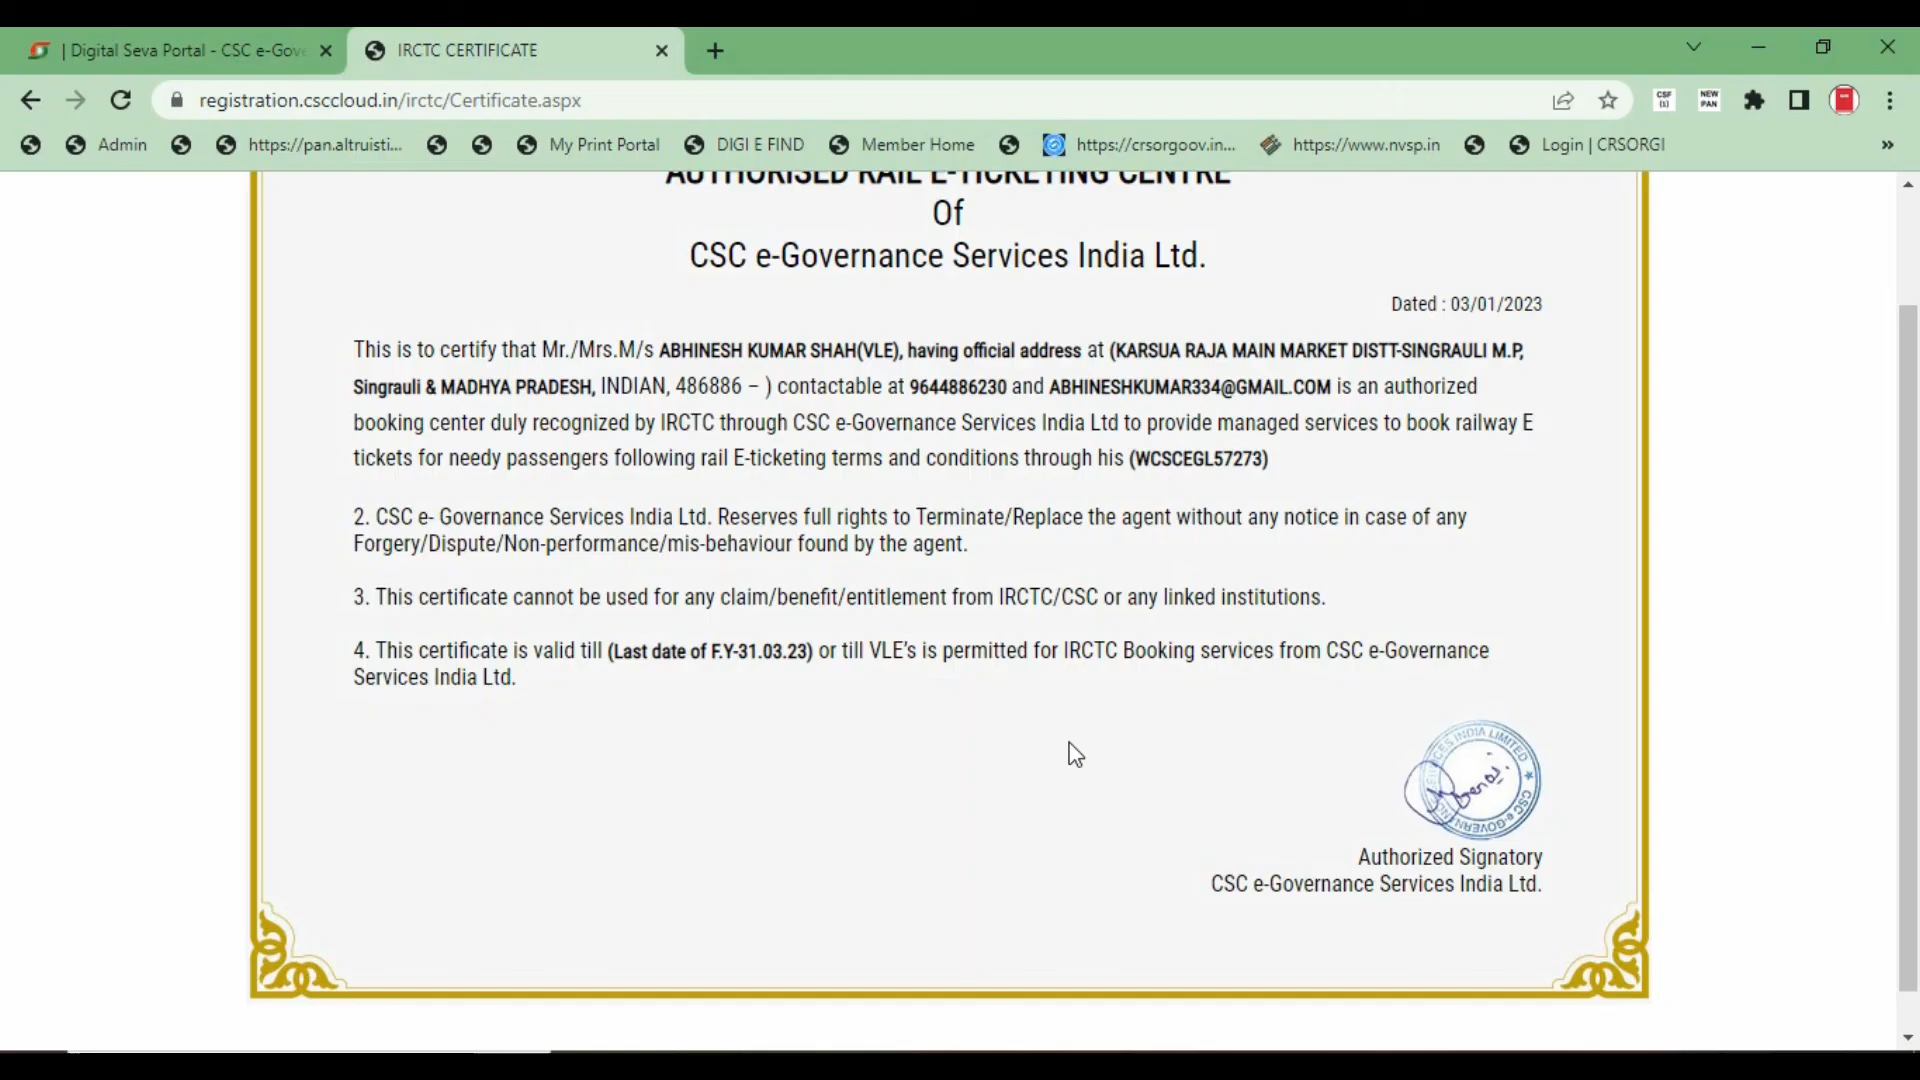 | Digital Seva Portal - CSC e-Gove
IRCTC CERTIFICATE
registration.csccloud.in/irctc/Certificate.aspx
CSF (1)
NEW PAN
Admin
https://pan.altruisti...
My Print Portal
DIGI E FIND
Member Home
https://crsorgoov.in...
https://www.nvsp.in
Login | CRSORGI
»
AUTHORISED RAIL E-TICKETING CENTRE
Of
CSC e-Governance Services India Ltd.
Dated : 03/01/2023
This is to certify that Mr./Mrs.M/s ABHINESH KUMAR SHAH(VLE), having official address at (KARSUA RAJA MAIN MARKET DISTT-SINGRAULI M.P,
Singrauli & MADHYA PRADESH, INDIAN, 486886 – ) contactable at 9644886230 and ABHINESHKUMAR334@GMAIL.COM is an authorized
booking center duly recognized by IRCTC through CSC e-Governance Services India Ltd to provide managed services to book railway E
tickets for needy passengers following rail E-ticketing terms and conditions through his (WCSCEGL57273)
2. CSC e- Governance Services India Ltd. Reserves full rights to Terminate/Replace the agent without any notice in case of any
Forgery/Dispute/Non-performance/mis-behaviour found by the agent.
3. This certificate cannot be used for any claim/benefit/entitlement from IRCTC/CSC or any linked institutions.
4. This certificate is valid till (Last date of F.Y-31.03.23) or till VLE's is permitted for IRCTC Booking services from CSC e-Governance
Services India Ltd.
Authorized Signatory
CSC e-Governance Services India Ltd.